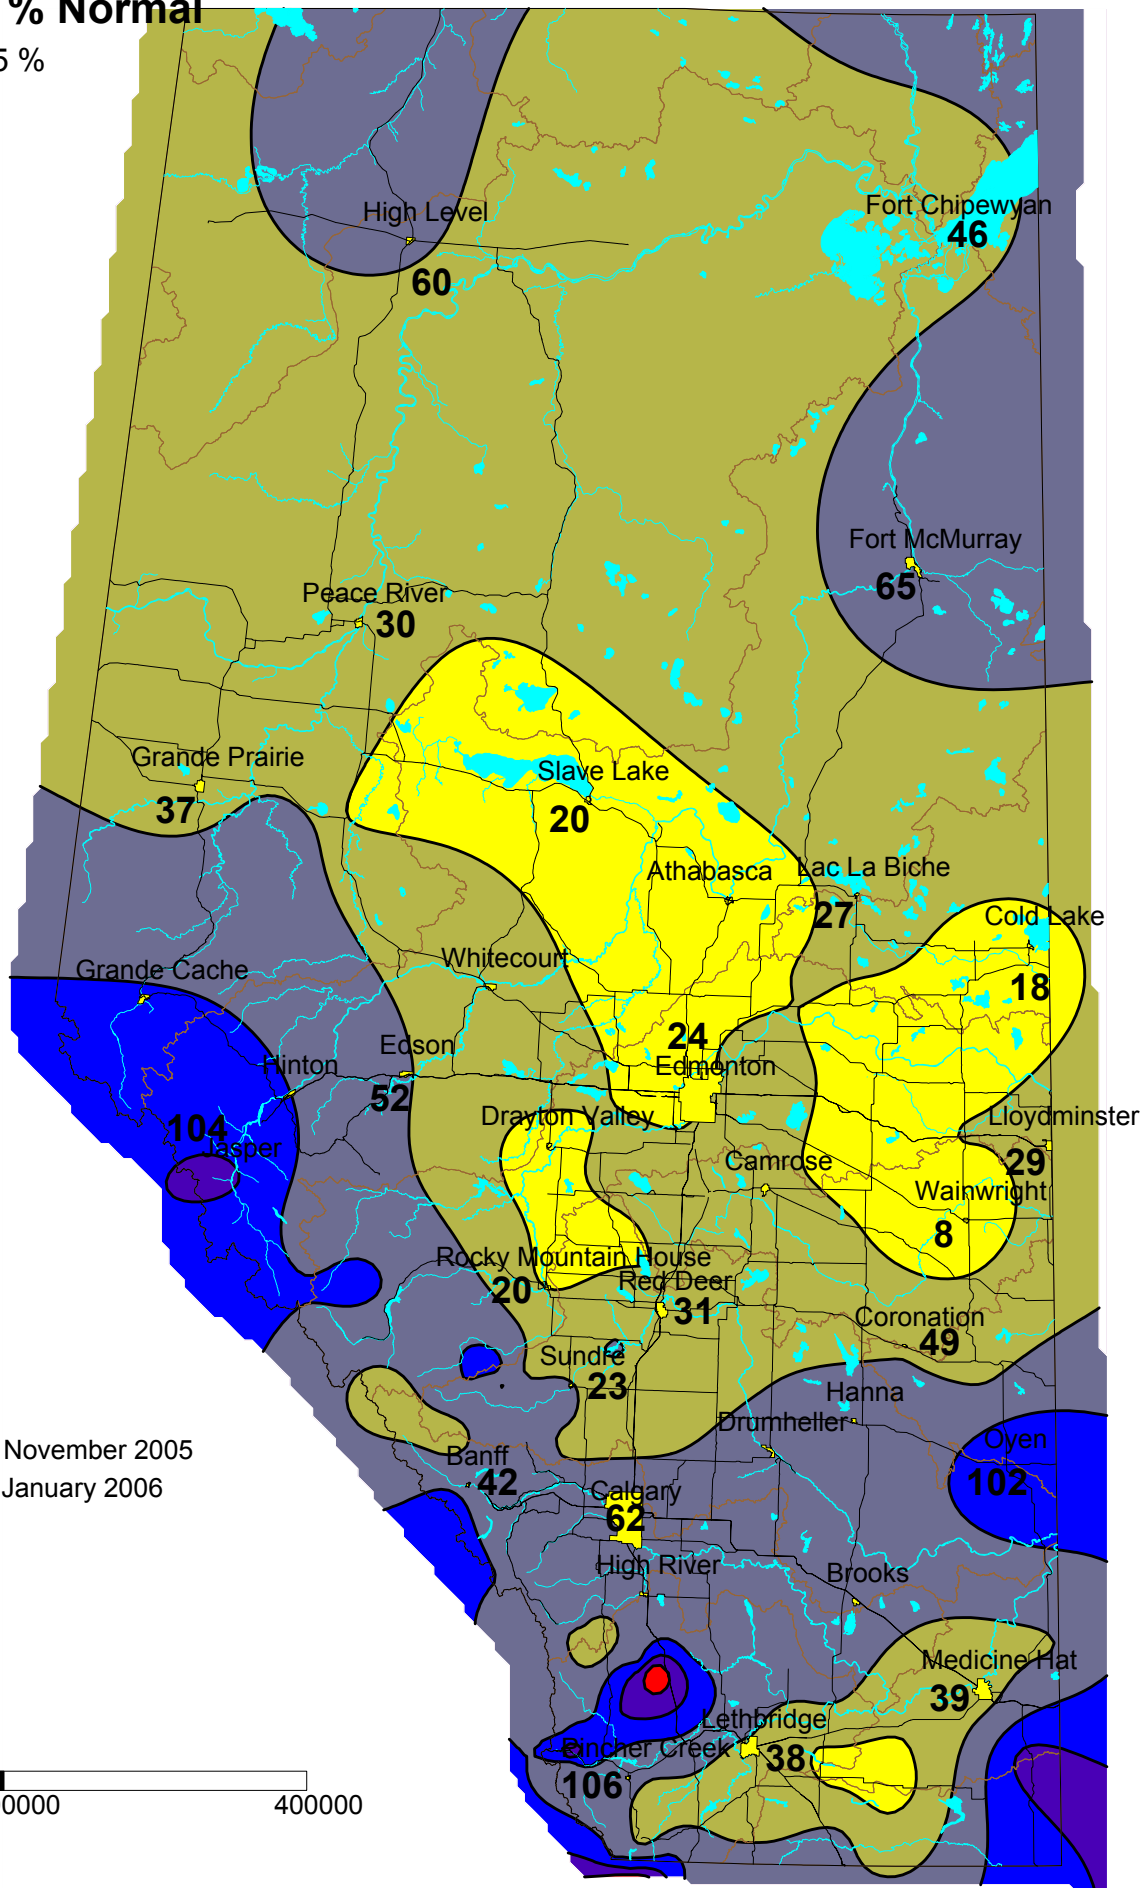 % Normal
5 %
High Level
60
Fort Chipewyan
46
Fort McMurray
65
Peace River
30
Grande Prairie
37
Slave Lake
20
Athabasca
Lac La Biche
27
Cold Lake
18
Whitecourt
Grande Cache
24
Edmonton
Edson
52
Hinton
Drayton Valley
Lloydminster
29
104
Jasper
Camrose
Wainwright
8
Rocky Mountain House
20
Red Deer
31
Coronation
49
Sundre
23
Hanna
Drumheller
Oyen
102
November 2005
January 2006
Banff
42
Calgary
62
High River
Brooks
Medicine Hat
39
Lethbridge
38
Pincher Creek
106
400000